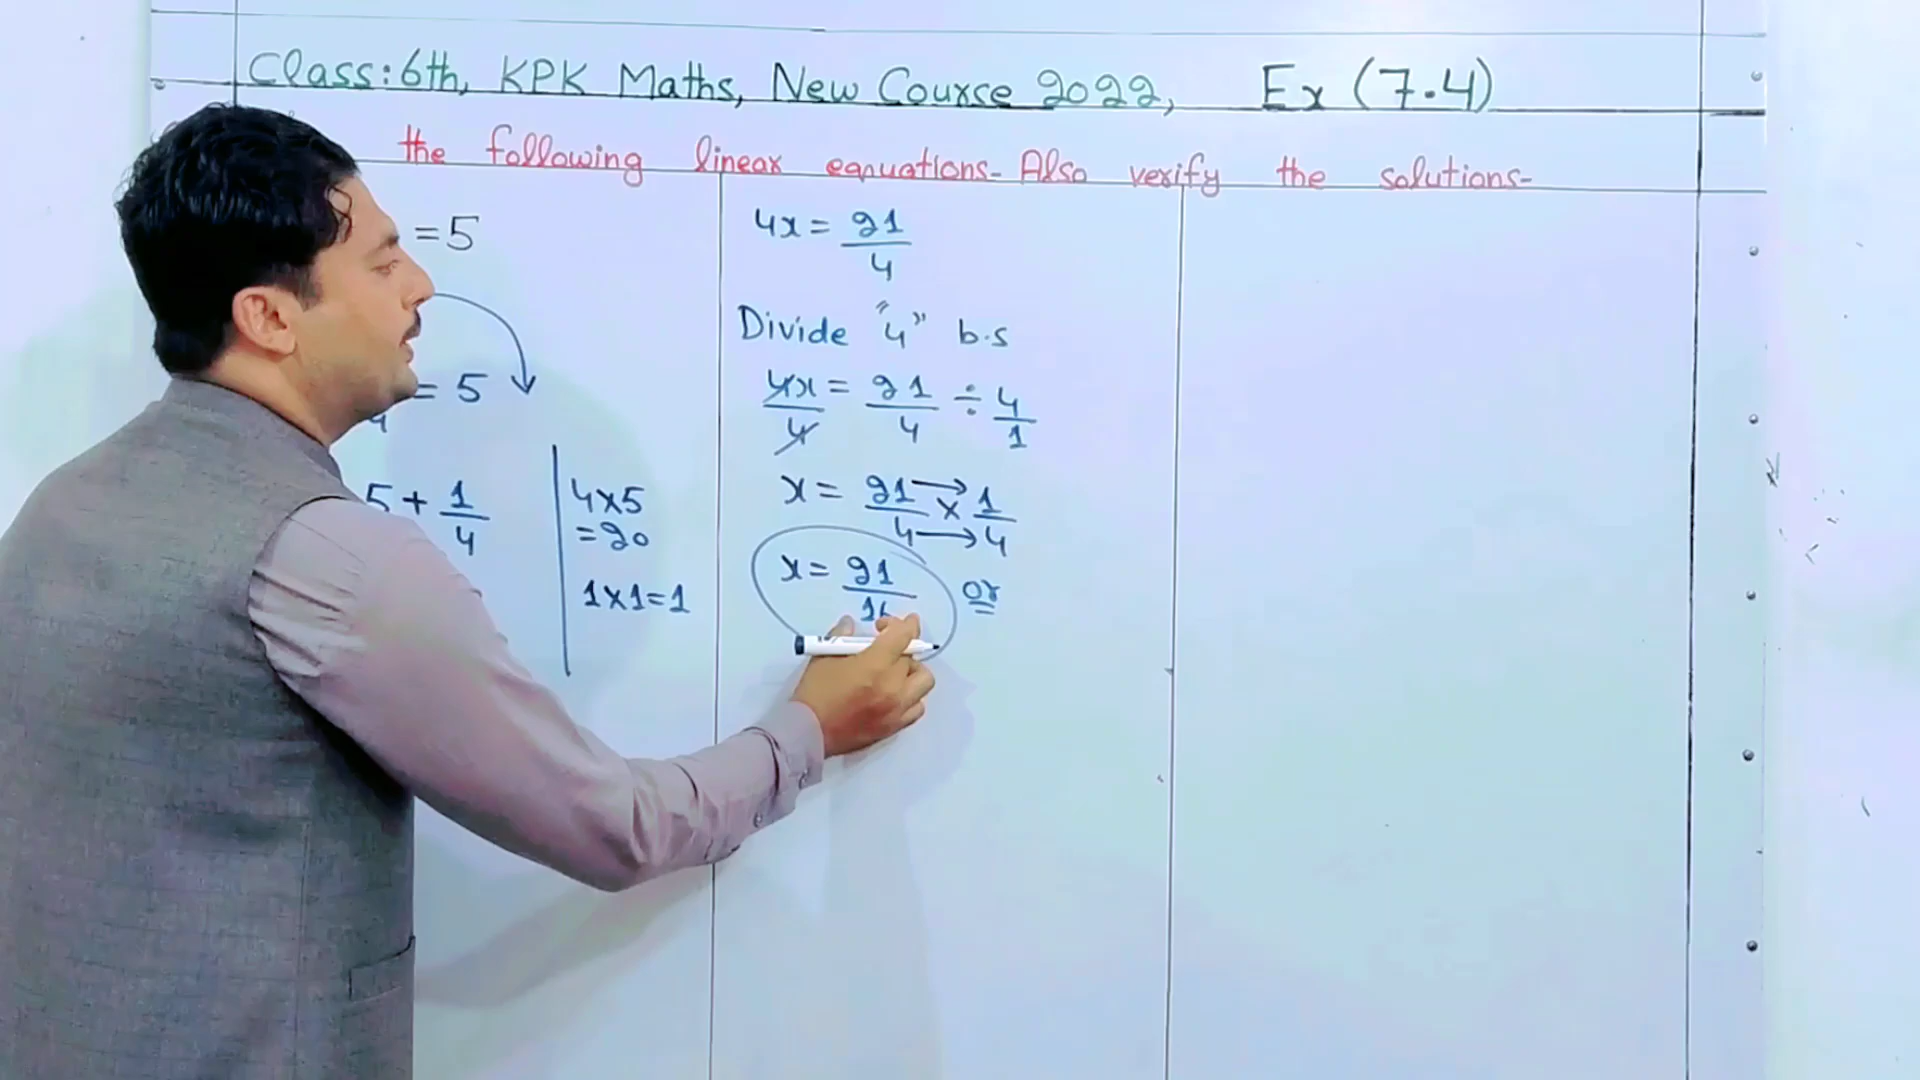 Class: 6th, KPK Maths, New Course 2022, Ex (7.4)
the following linear equations- Also verify the solutions-
= 5
= 5
4
5 + 1/4
4x5
= 20
1x1=1
4x = 21/4
Divide "4" b.s
4x/4 = 21/4 ÷ 4/1
x = 21/4 x 1/4
x = 21/16 or